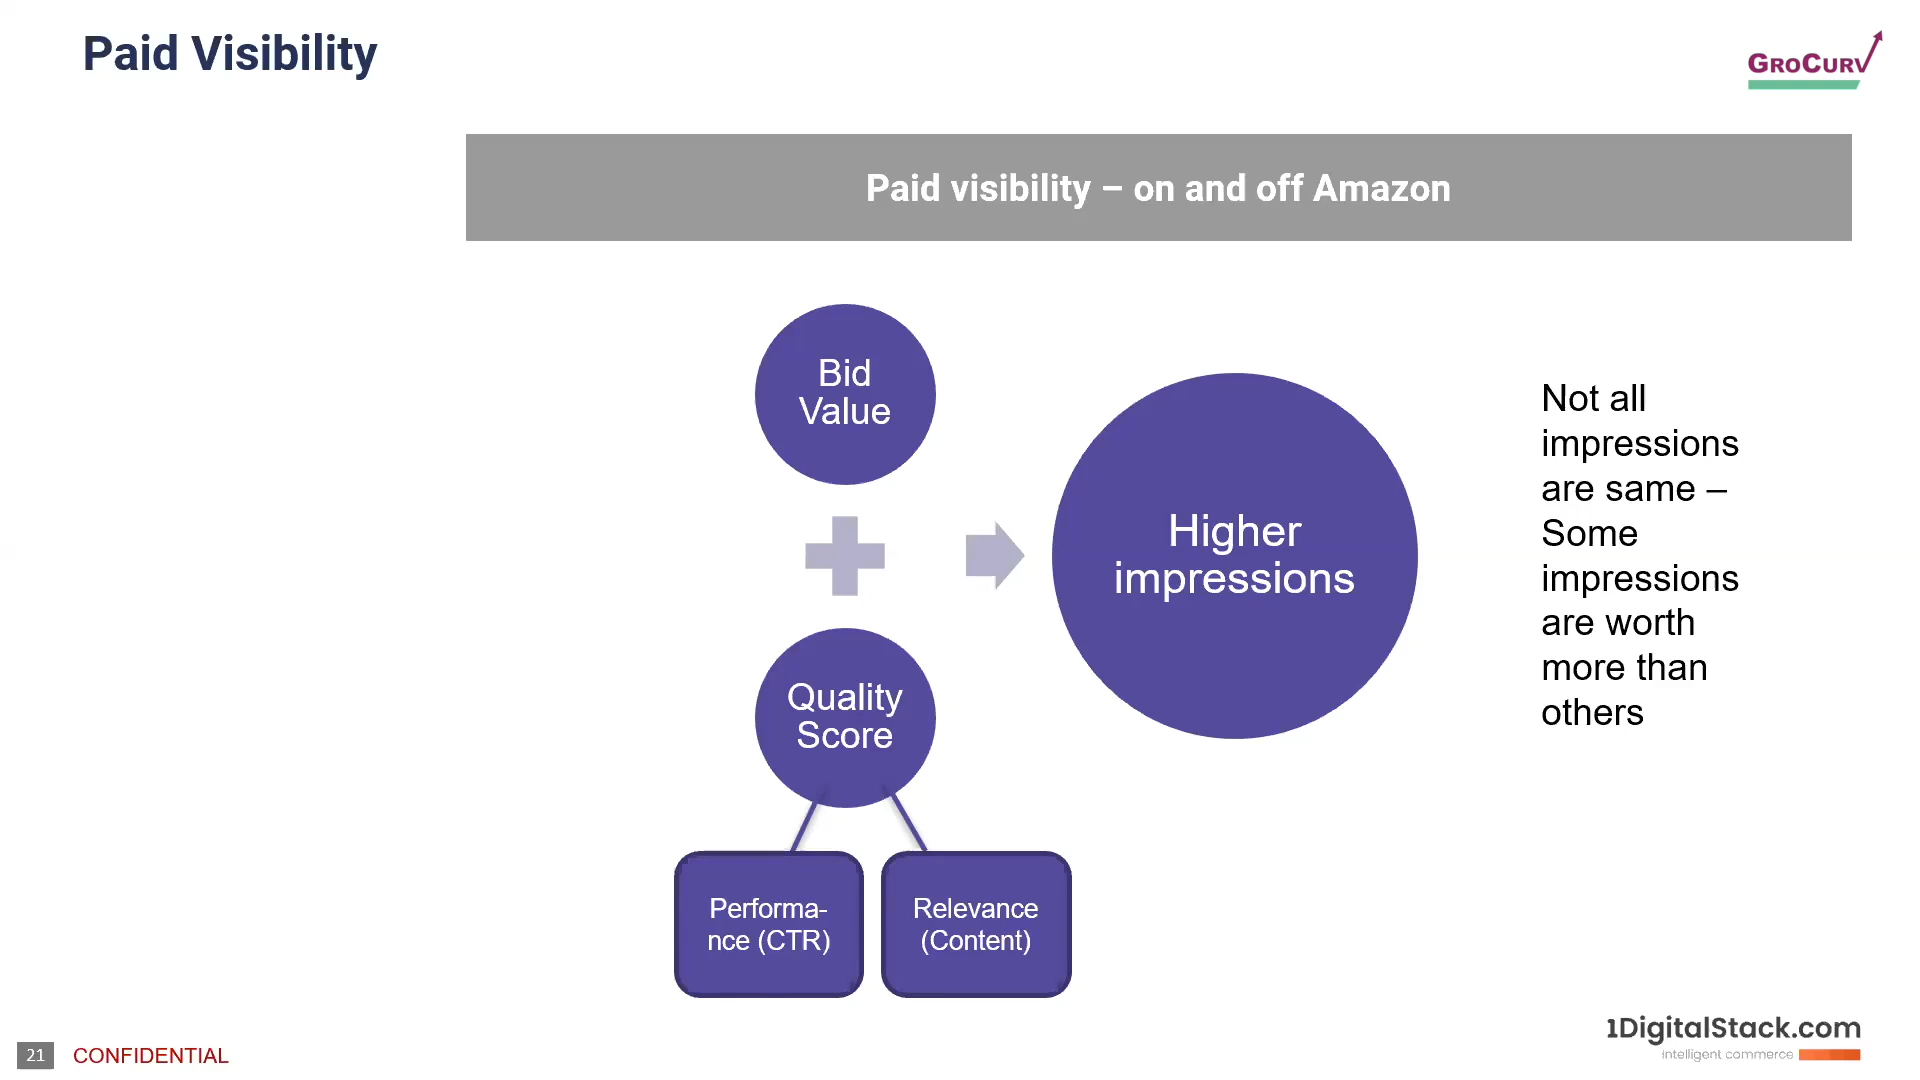 Paid Visibility
GROCURV
Paid visibility – on and off Amazon
Bid
Value
Quality
Score
Performa-
nce (CTR)
Relevance
(Content)
Higher
impressions
Not all
impressions
are same –
Some
impressions
are worth
more than
others
21 CONFIDENTIAL
1DigitalStack.com
intelligent commerce